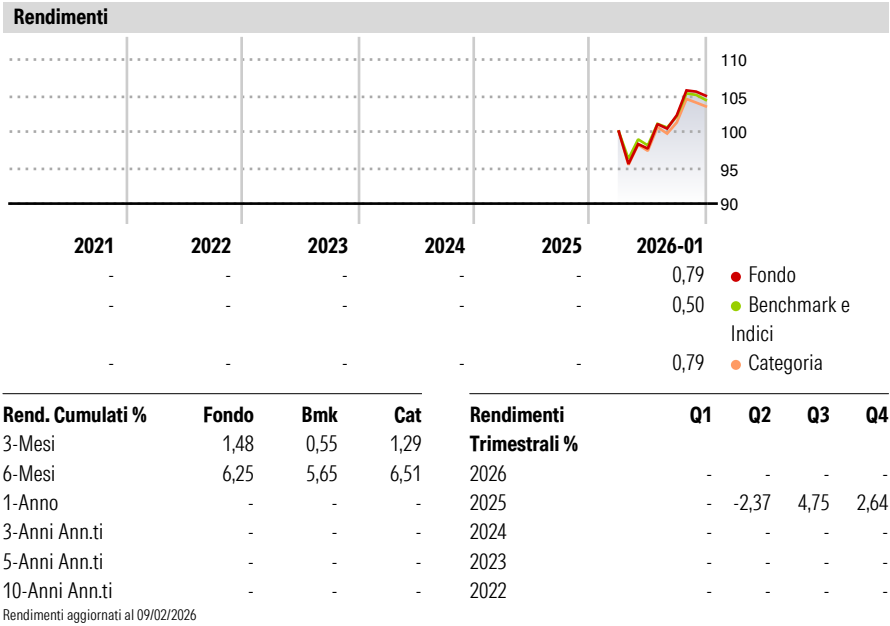 Rendimenti
110
105
100
95
90
2021 2022 2023 2024 2025 2026-01
- - - - - 0,79 Fondo
- - - - - 0,50 Benchmark e
Indici
- - - - - 0,79 Categoria
Rend. Cumulati % Fondo Bmk Cat
3-Mesi 1,48 0,55 1,29
6-Mesi 6,25 5,65 6,51
1-Anno - - -
3-Anni Ann.ti - - -
5-Anni Ann.ti - - -
10-Anni Ann.ti - - -
Rendimenti Q1 Q2 Q3 Q4
Trimestrali %
2026 - - - -
2025 - -2,37 4,75 2,64
2024 - - - -
2023 - - - -
2022 - - - -
Rendimenti aggiornati al 09/02/2026